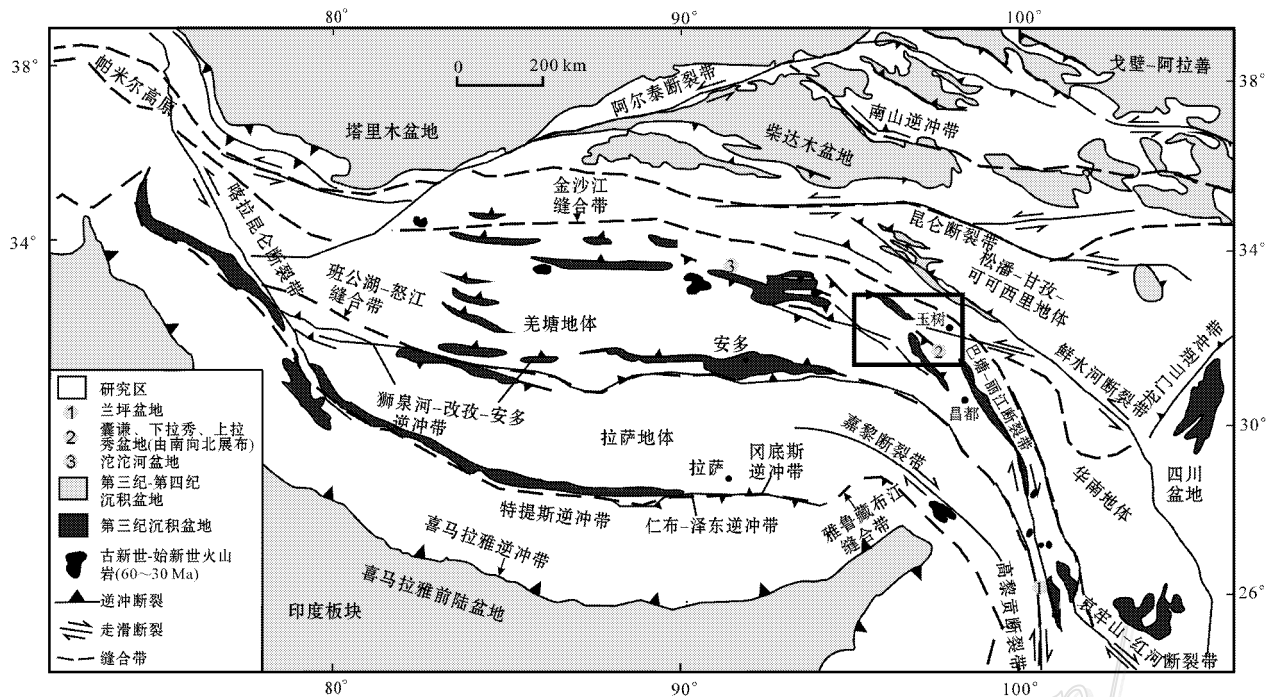 80°
90°
100°
38°
38°
34°
34°
30°
26°
80°
90°
100°
0
200 km
帕米尔高原
塔里木盆地
阿尔泰断裂带
戈壁-阿拉善
南山逆冲带
柴达木盆地
金沙江
缝合带
昆仑断裂带
喀拉昆仑断裂带
松潘-甘孜-
可可西里地体
班公湖-怒江
缝合带
羌塘地体
3
玉树
2
安多
鲜水河断裂带
龙门山逆冲带
巴塘-丽江断裂带
昌都
狮泉河-改孜-安多
逆冲带
拉萨地体
嘉黎断裂带
拉萨
冈底斯
逆冲带
华南地体
四川
盆地
特提斯逆冲带
仁布-泽东逆冲带
雅鲁藏布江
缝合带
喜马拉雅逆冲带
喜马拉雅前陆盆地
印度板块
高黎贡断裂带
1
哀牢山-红河断裂带
研究区
1
兰坪盆地
2
囊谦、下拉秀、上拉
秀盆地(由南向北展布)
3
沱沱河盆地
第三纪-第四纪
沉积盆地
第三纪沉积盆地
古新世-始新世火山
岩(60~30 Ma)
逆冲断裂
走滑断裂
缝合带